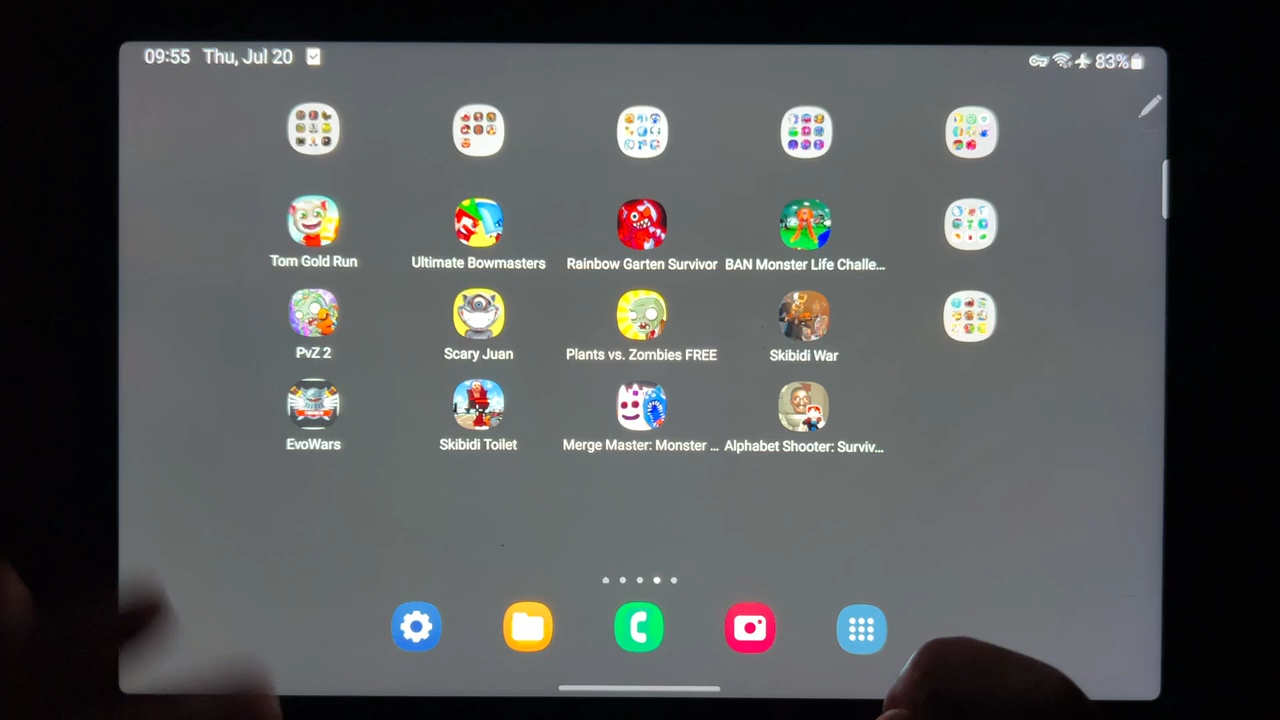 09:55 Thu, Jul 20
83%
Tom Gold Run
Ultimate Bowmasters
Rainbow Garten Survivor
BAN Monster Life Challe...
PvZ 2
Scary Juan
Plants vs. Zombies FREE
Skibidi War
EvoWars
Skibidi Toilet
Merge Master: Monster ...
Alphabet Shooter: Surviv...